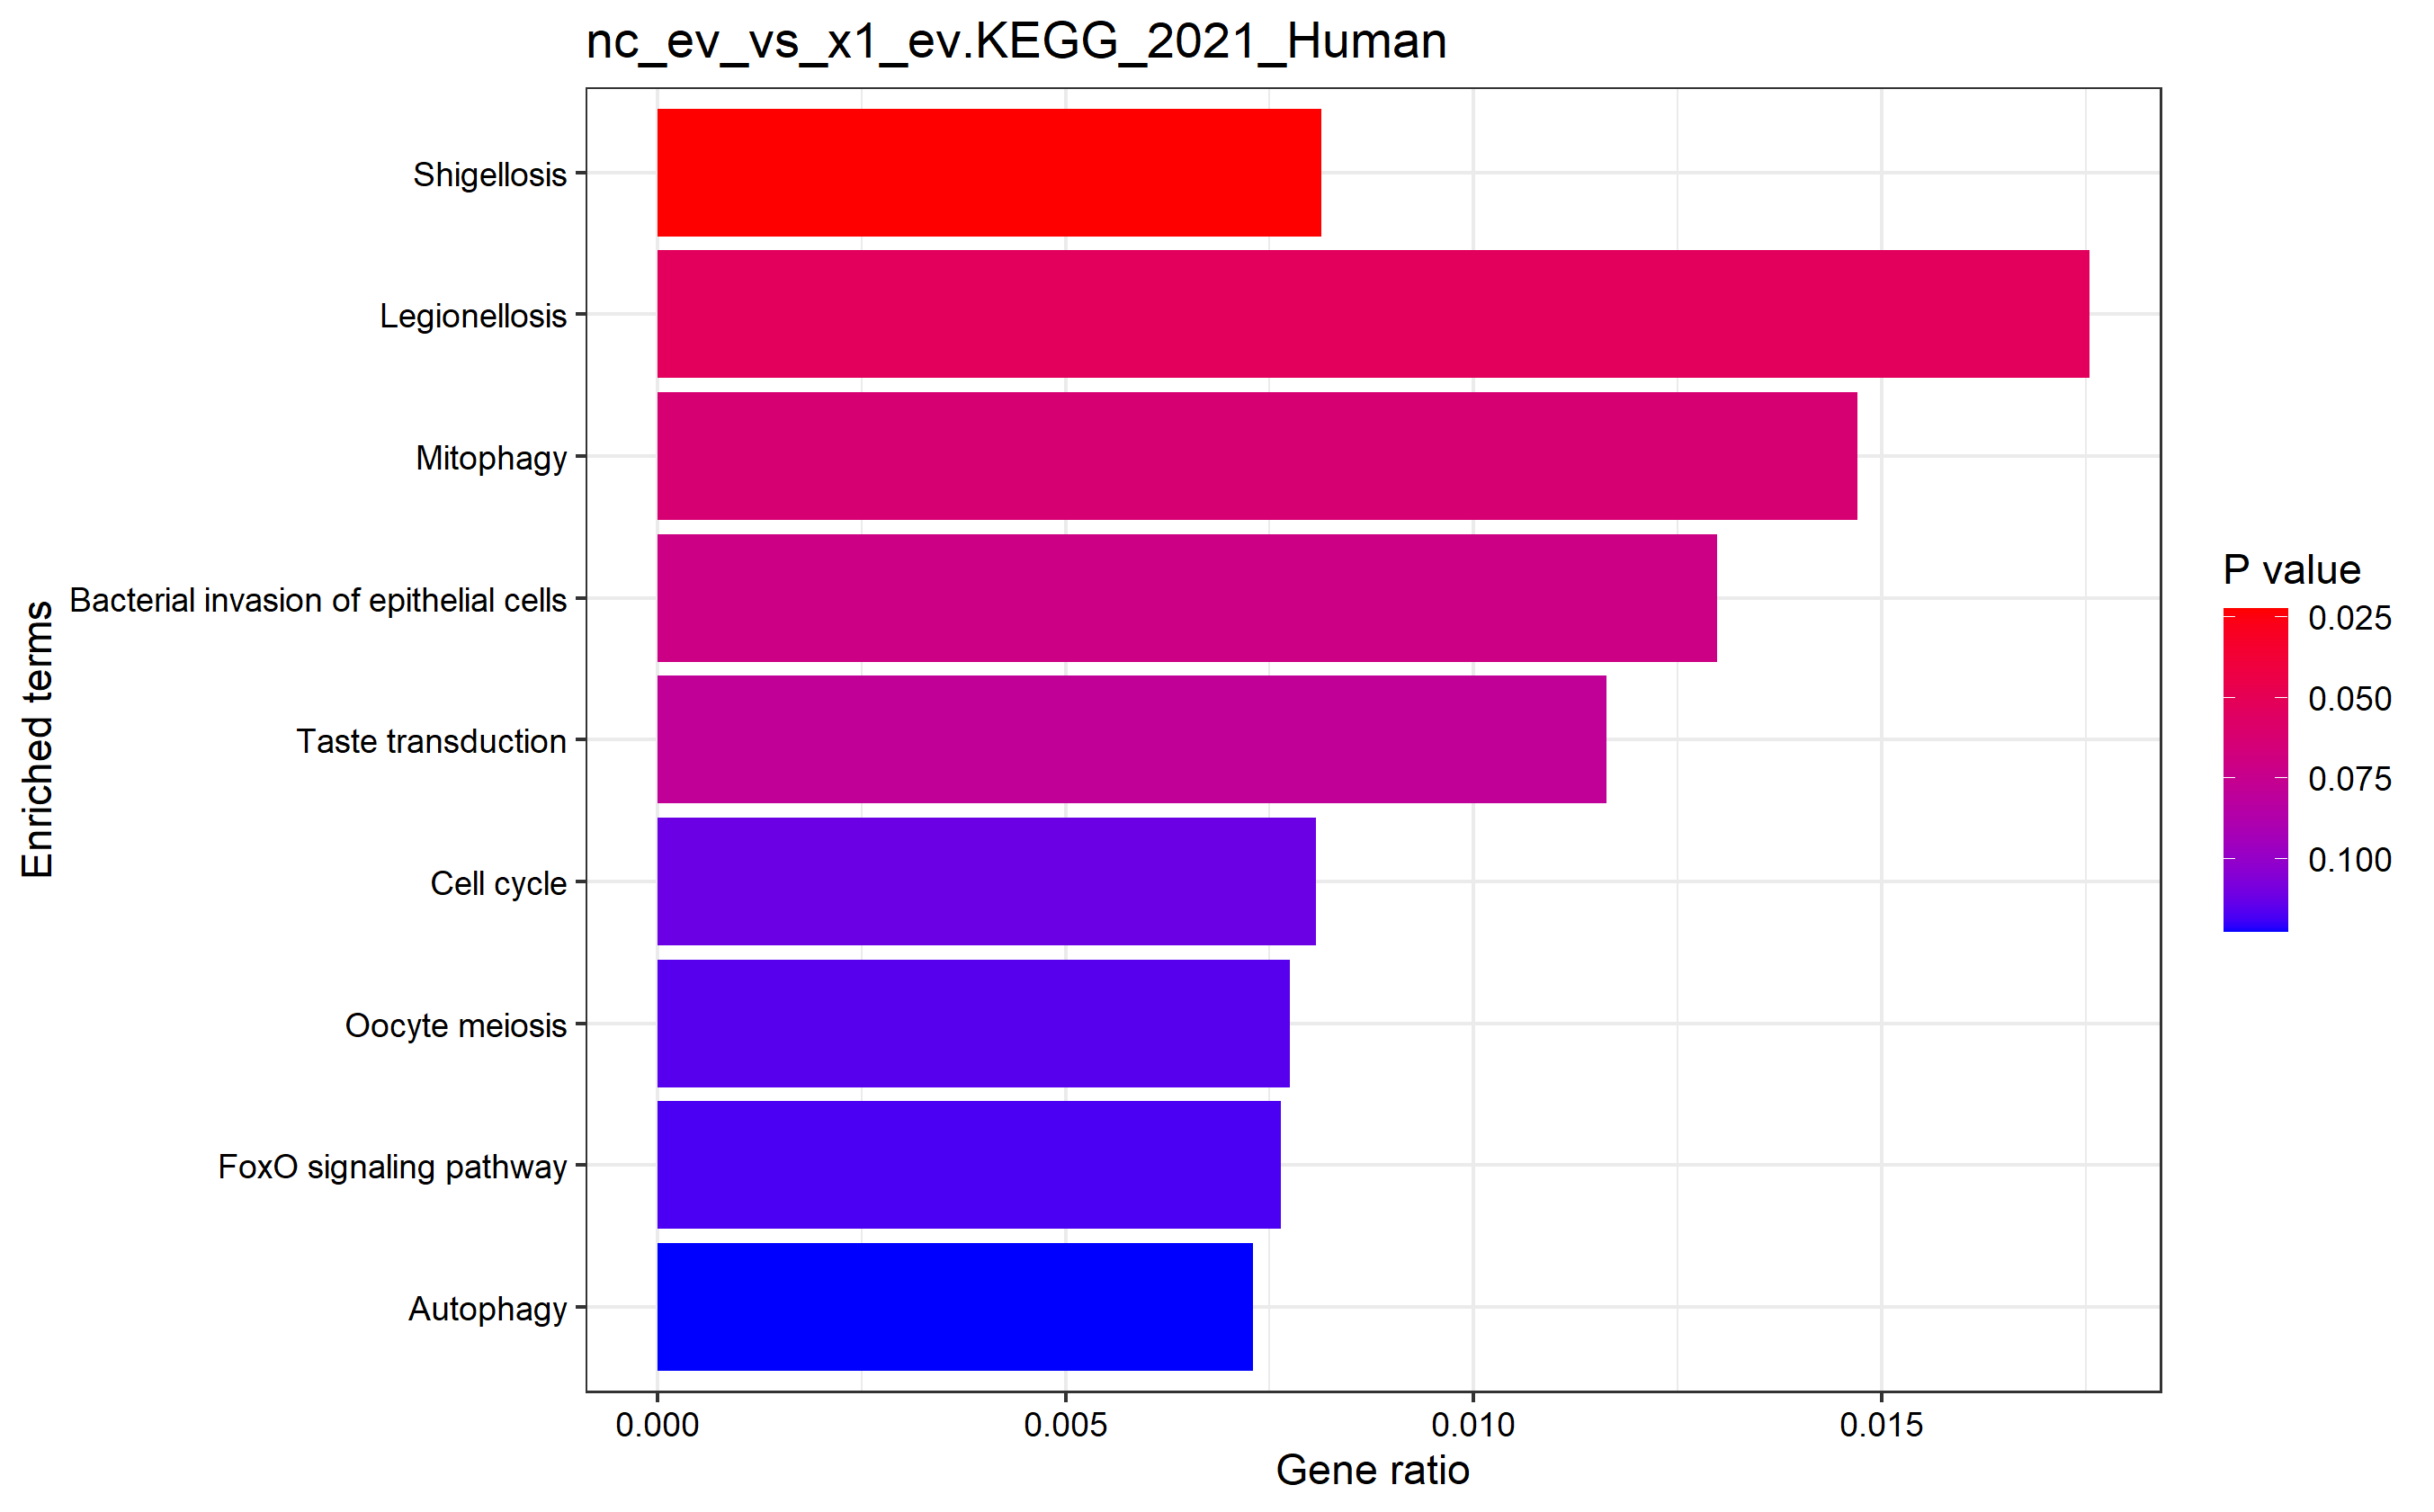 nc_ev_vs_x1_ev.KEGG_2021_Human
Enriched terms
Shigellosis
Legionellosis
Mitophagy
Bacterial invasion of epithelial cells
Taste transduction
Cell cycle
Oocyte meiosis
FoxO signaling pathway
Autophagy
0.000
0.005
0.010
0.015
Gene ratio
P value
0.025
0.050
0.075
0.100